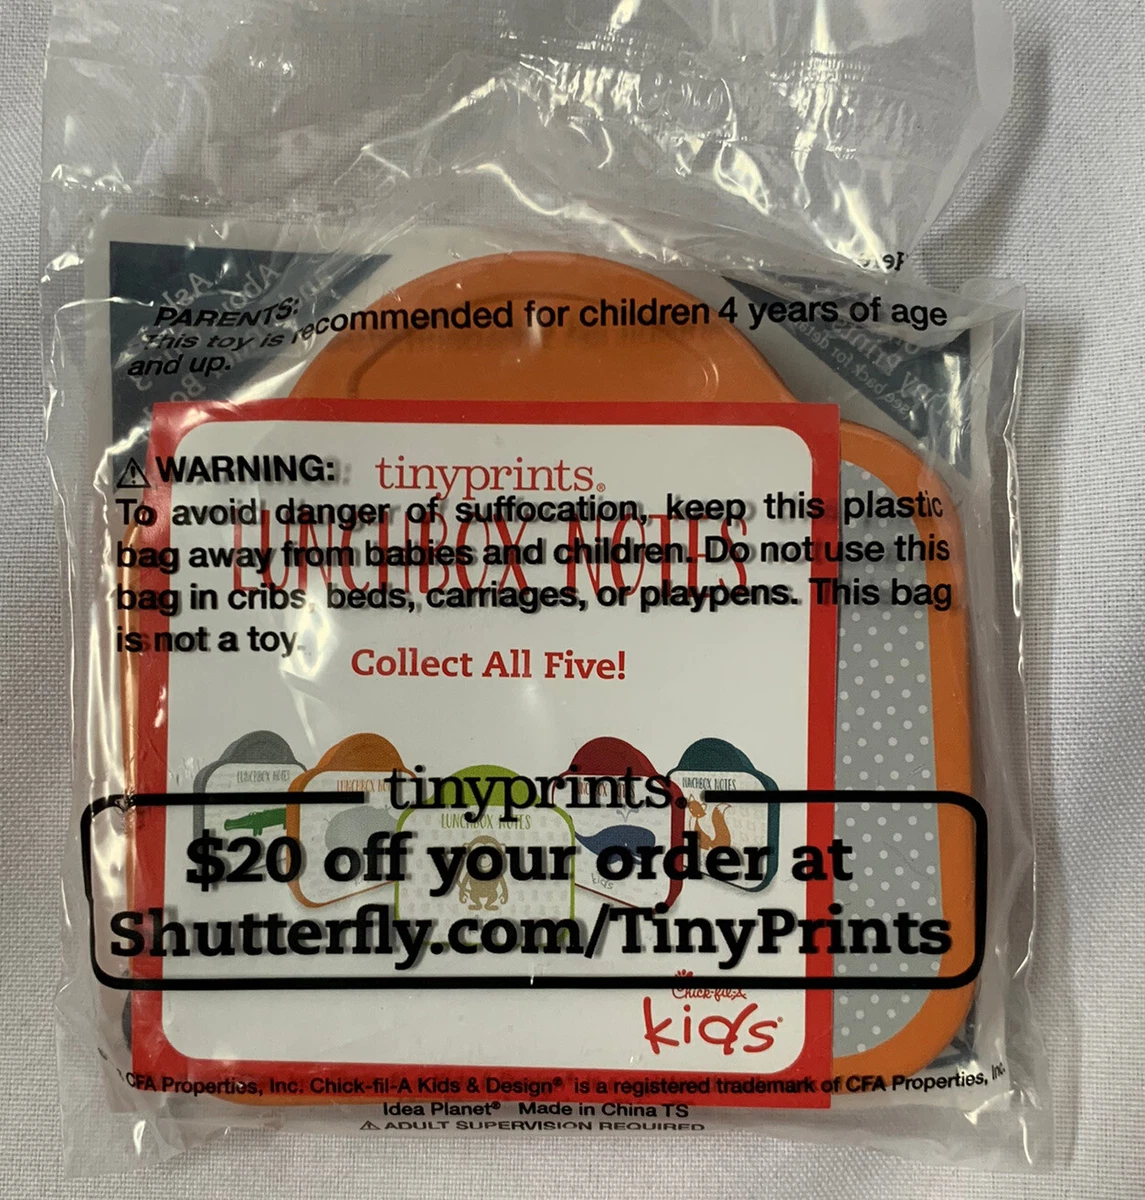 PARENTS:
This toy is recommended for children 4 years of age
and up.
⚠ WARNING:
To avoid danger of suffocation, keep this plastic
bag away from babies and children. Do not use this
bag in cribs, beds, carriages, or playpens. This bag
is not a toy.
tinyprints®
LUNCHBOX NOTES
Collect All Five!
LUNCHBOX NOTES
LUNCHBOX NOTES
LUNCHBOX NOTES
kids
tinyprints®
$20 off your order at
Shutterfly.com/TinyPrints
Chick-fil-A
kids®
CFA Properties, Inc. Chick-fil-A Kids & Design® is a registered trademark of CFA Properties, Inc.
Idea Planet® Made in China TS
⚠ ADULT SUPERVISION REQUIRED